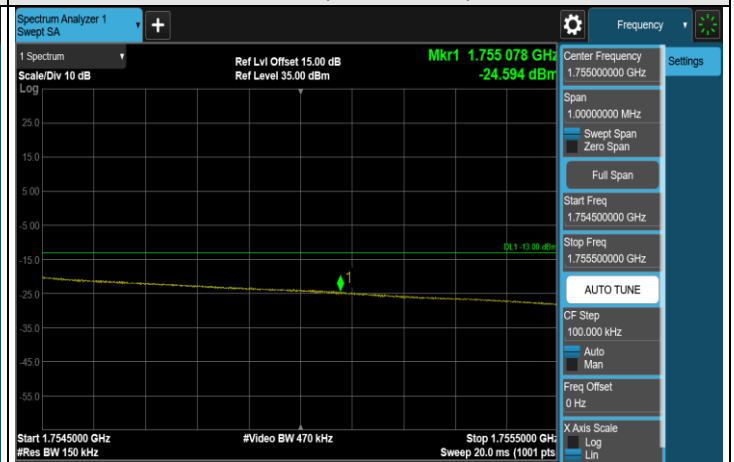 Spectrum Analyzer 1
Swept SA
+
Frequency
1 Spectrum
Scale/Div 10 dB
Log
Ref Lvl Offset 15.00 dB
Ref Level 35.00 dBm
Mkr1 1.755 078 GHz
-24.594 dBm
25.0
15.0
5.00
-5.00
-15.0
-25.0
-35.0
-45.0
-55.0
DL1 -13.00 dBm
1
Start 1.7545000 GHz
#Res BW 150 kHz
#Video BW 470 kHz
Stop 1.7555000 GHz
Sweep 20.0 ms (1001 pts
Center Frequency
1.755000000 GHz
Settings
Span
1.00000000 MHz
Swept Span
Zero Span
Full Span
Start Freq
1.754500000 GHz
Stop Freq
1.755500000 GHz
AUTO TUNE
CF Step
100.000 kHz
Auto
Man
Freq Offset
0 Hz
X Axis Scale
Log
Lin